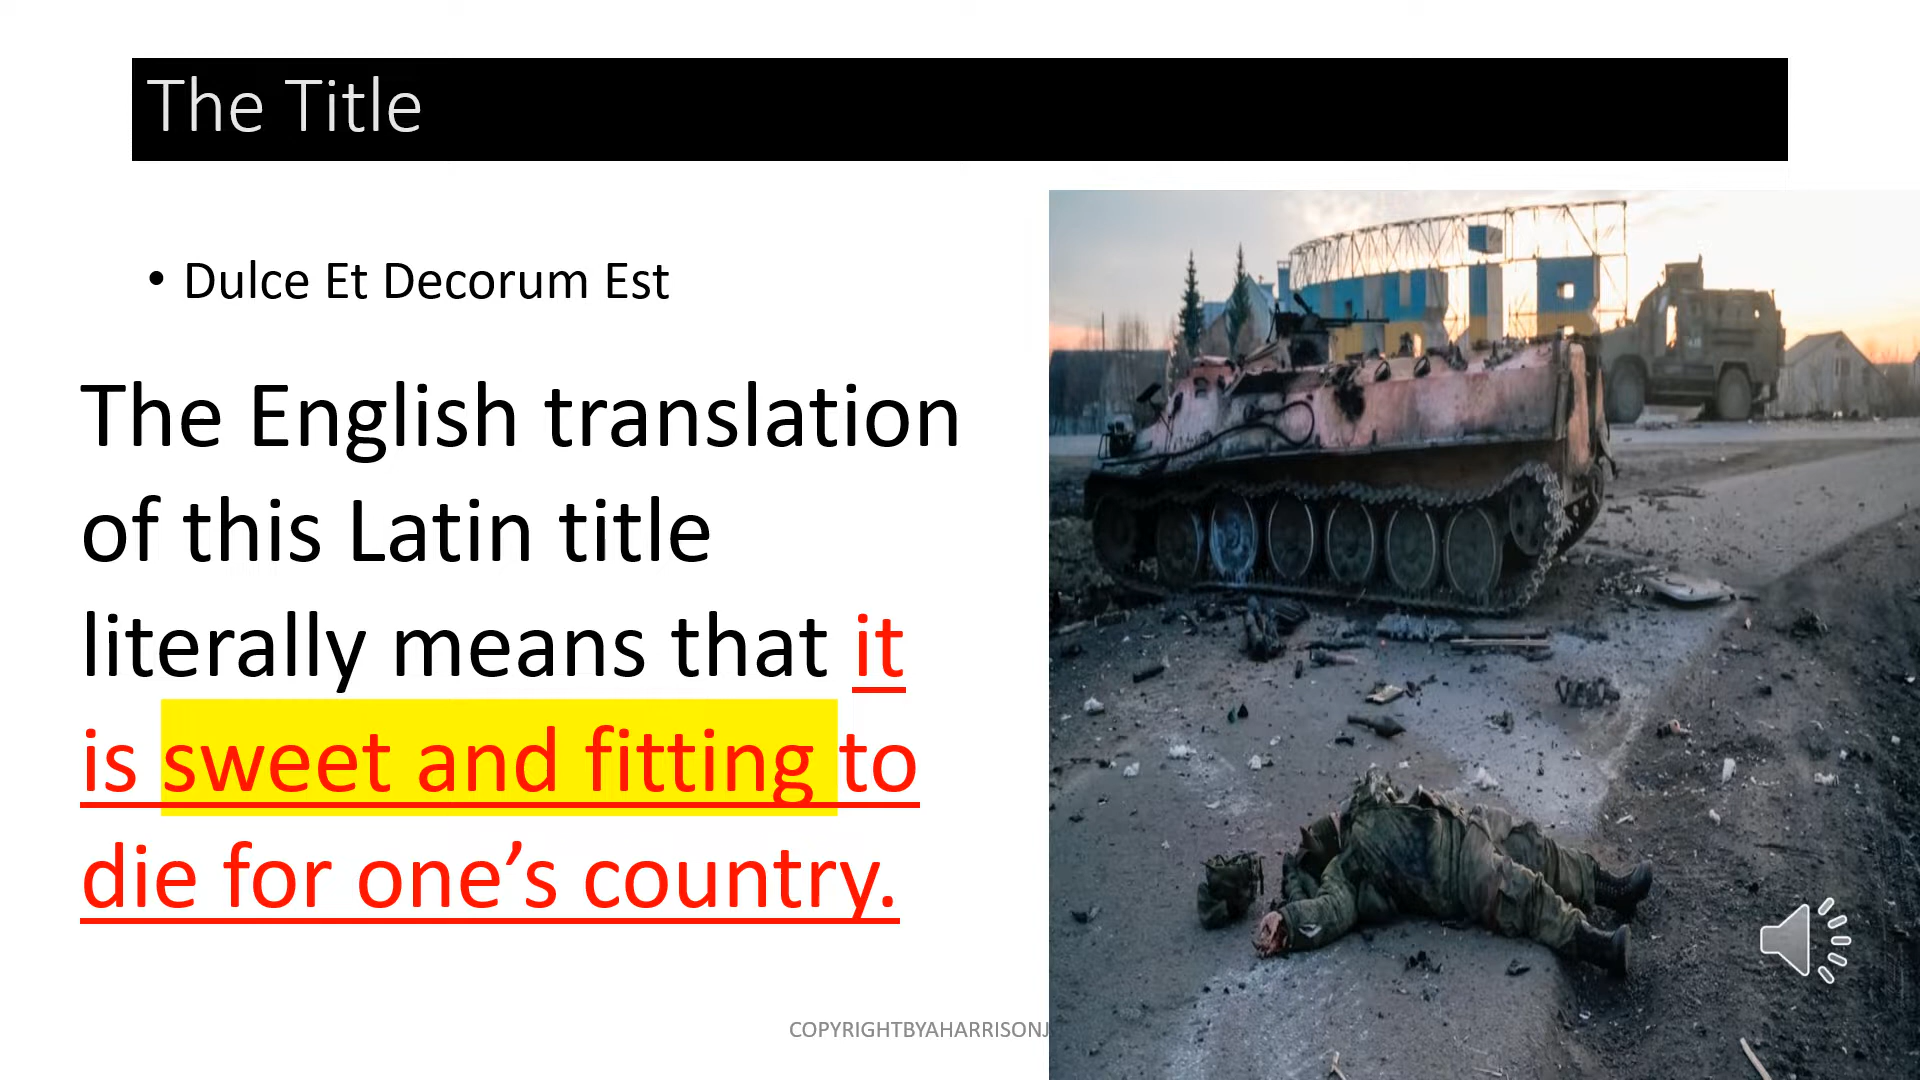 The Title
• Dulce Et Decorum Est
The English translation
of this Latin title
literally means that it
is sweet and fitting to
die for one’s country.
COPYRIGHTBYAHARRISONJ